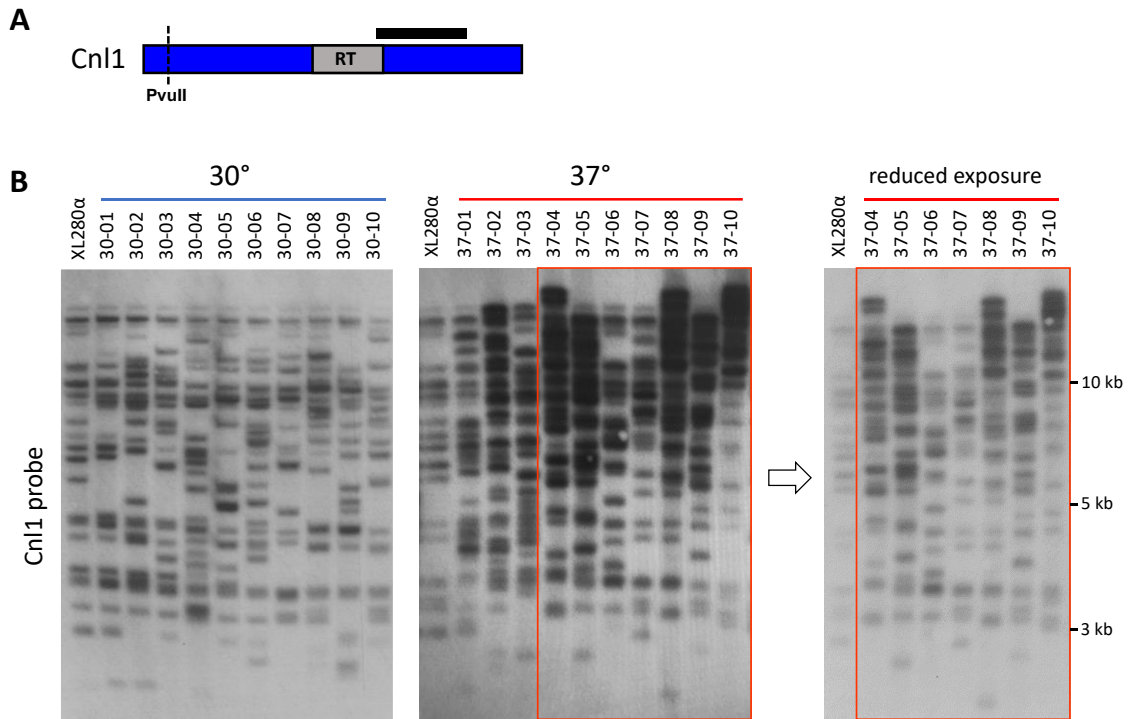 A
Cnl1
RT
PvuII
B
30°
37°
reduced exposure
XL280α
30-01
30-02
30-03
30-04
30-05
30-06
30-07
30-08
30-09
30-10
XL280α
37-01
37-02
37-03
37-04
37-05
37-06
37-07
37-08
37-09
37-10
XL280α
37-04
37-05
37-06
37-07
37-08
37-09
37-10
Cnl1 probe
10 kb
5 kb
3 kb